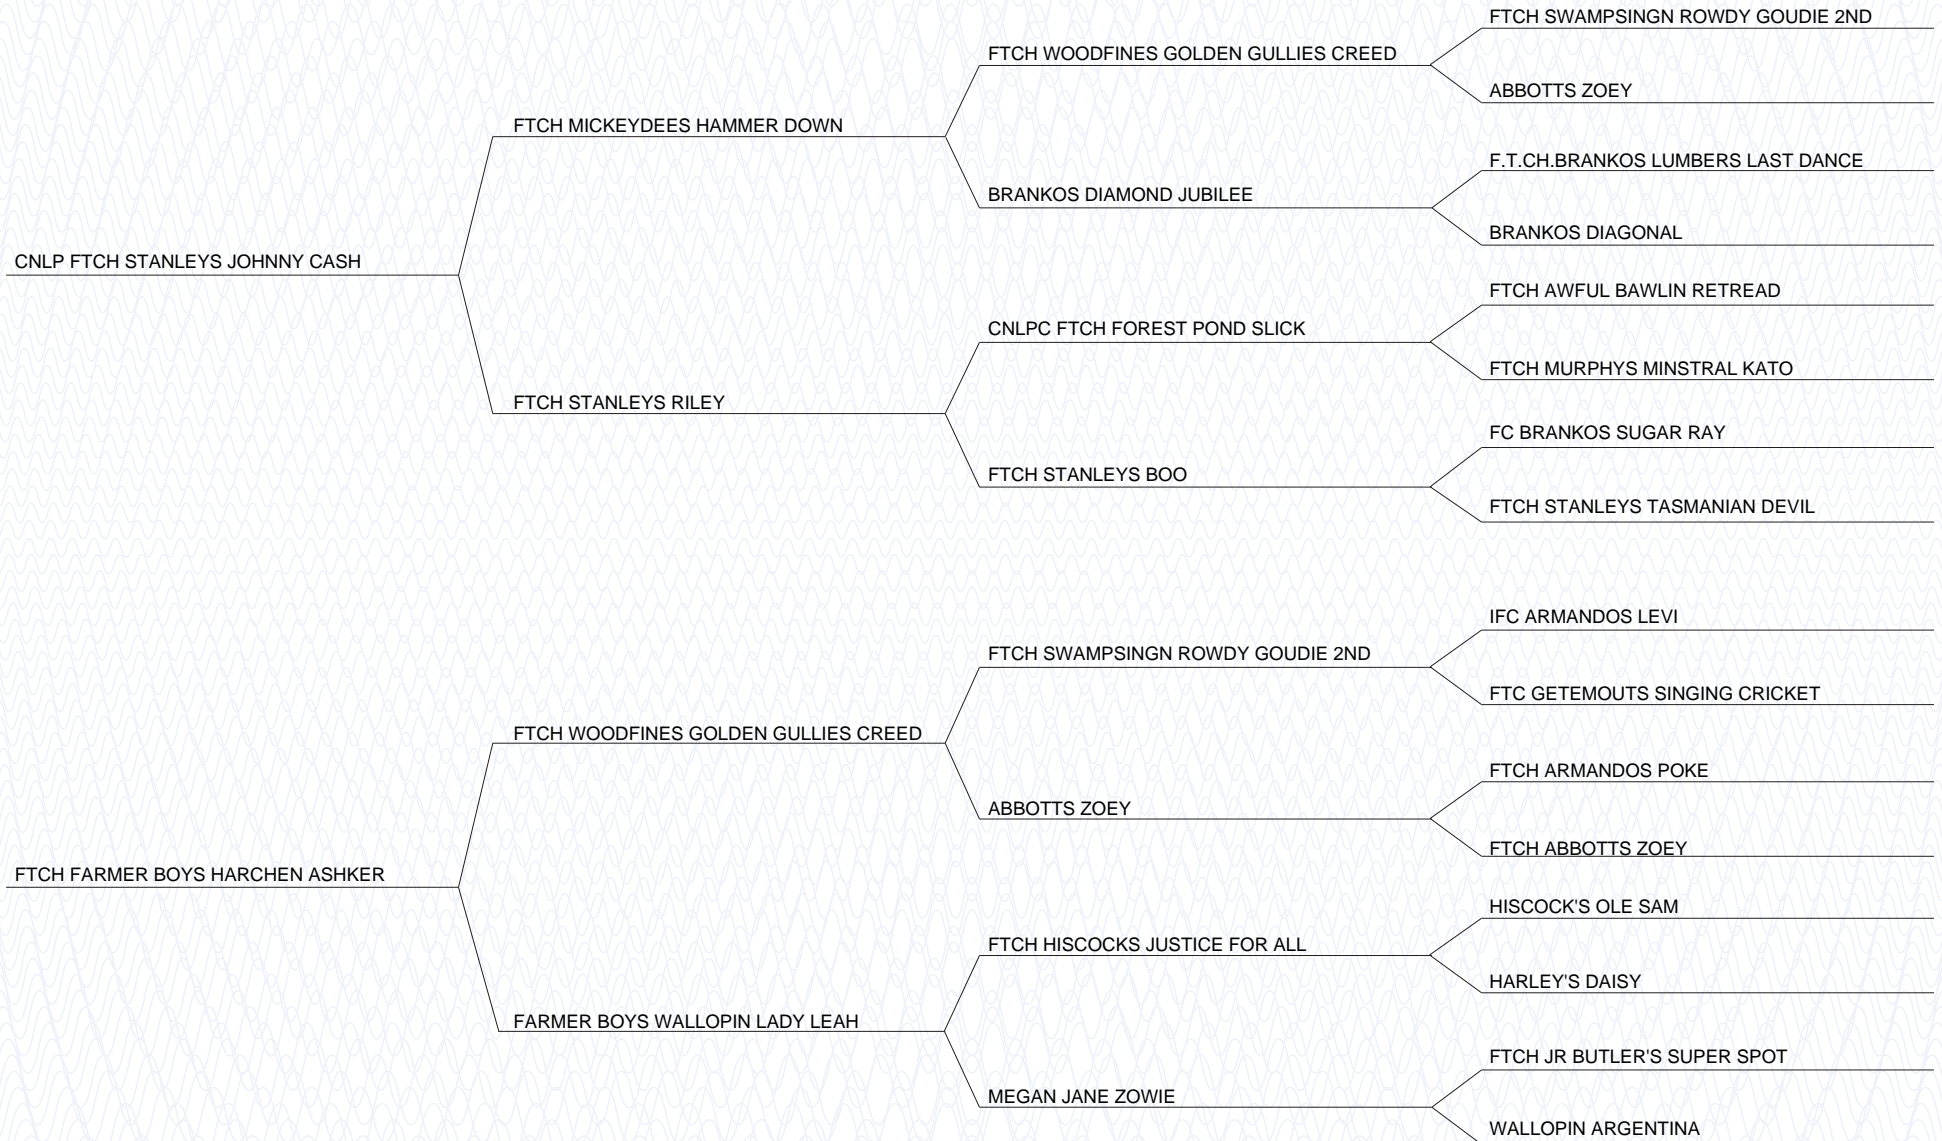 FTCH SWAMPSINGN ROWDY GOUDIE 2ND
FTCH WOODFINES GOLDEN GULLIES CREED
ABBOTTS ZOEY
FTCH MICKEYDEES HAMMER DOWN
F.T.CH.BRANKOS LUMBERS LAST DANCE
BRANKOS DIAMOND JUBILEE
BRANKOS DIAGONAL
CNLP FTCH STANLEYS JOHNNY CASH
FTCH AWFUL BAWLIN RETREAD
CNLPC FTCH FOREST POND SLICK
FTCH MURPHYS MINSTRAL KATO
FTCH STANLEYS RILEY
FC BRANKOS SUGAR RAY
FTCH STANLEYS BOO
FTCH STANLEYS TASMANIAN DEVIL
IFC ARMANDOS LEVI
FTCH SWAMPSINGN ROWDY GOUDIE 2ND
FTC GETEMOUTS SINGING CRICKET
FTCH WOODFINES GOLDEN GULLIES CREED
FTCH ARMANDOS POKE
ABBOTTS ZOEY
FTCH ABBOTTS ZOEY
FTCH FARMER BOYS HARCHEN ASHKER
HISCOCK'S OLE SAM
FTCH HISCOCKS JUSTICE FOR ALL
HARLEY'S DAISY
FARMER BOYS WALLOPIN LADY LEAH
FTCH JR BUTLER'S SUPER SPOT
MEGAN JANE ZOWIE
WALLOPIN ARGENTINA